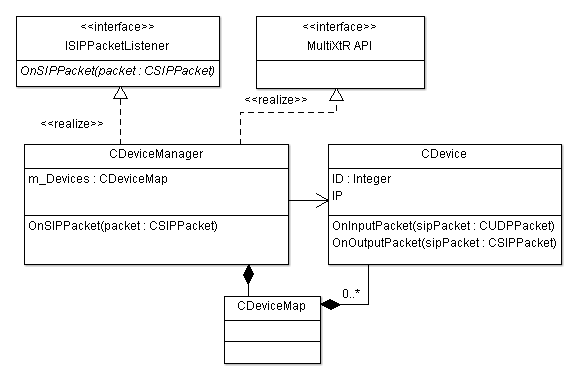 <<interface>>
ISIPPacketListener
OnSIPPacket(packet : CSIPPacket)
<<interface>>
MultiXtR API
<<realize>>
<<realize>>
CDeviceManager
m_Devices : CDeviceMap
OnSIPPacket(packet : CSIPPacket)
CDevice
ID : Integer
IP
OnInputPacket(sipPacket : CUDPPacket)
OnOutputPacket(sipPacket : CSIPPacket)
0..*
CDeviceMap